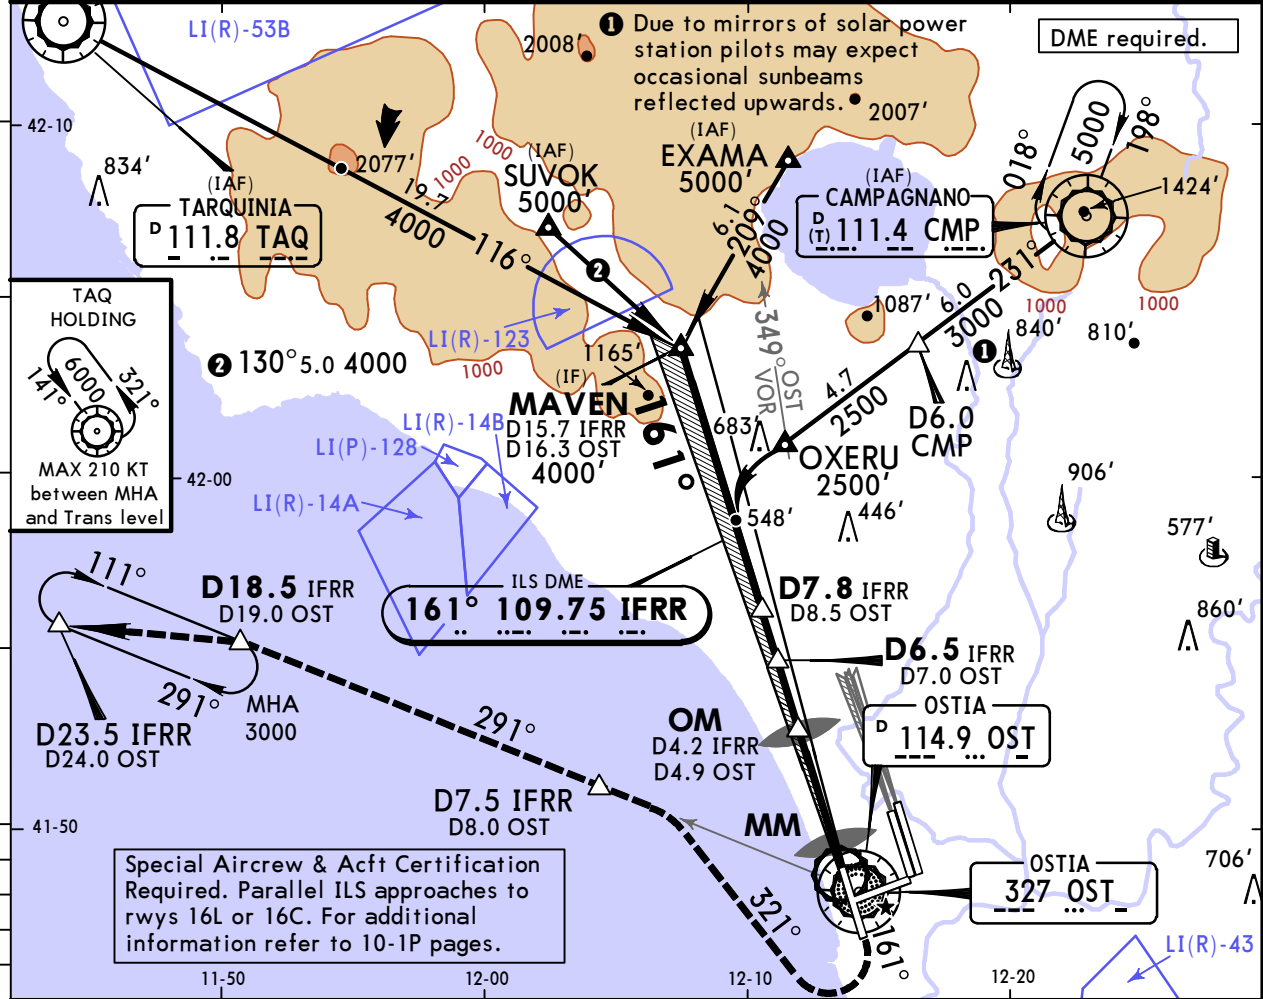 LI(R)-53B
❶ Due to mirrors of solar power
station pilots may expect
occasional sunbeams
reflected upwards.
DME required.
2008'
2007'
42-10
834'
2077'
1000
1000
19.7
4000
116°
(IAF)
TARQUINIA
D 111.8 TAQ
(IAF)
SUVOK
5000'
(IAF)
EXAMA
5000'
6.1
209°
4000
(IAF)
CAMPAGNANO
D
(T) 111.4 CMP
018°
5000
198°
1424'
231°
6.0
3000
1000
1000
TAQ
HOLDING
6000
141°
321°
MAX 210 KT
between MHA
and Trans level
❷
❷ 130° 5.0 4000
LI(R)-123
1000
1165'
(IF)
MAVEN
D15.7 IFRR
D16.3 OST
4000'
161°
349° OST
VOR
1087'
❶
840'
810'
4.7
2500
D6.0
CMP
683'
OXERU
2500'
548'
446'
906'
577'
860'
42-00
LI(R)-14B
LI(P)-128
LI(R)-14A
ILS DME
161° 109.75 IFRR
D7.8 IFRR
D8.5 OST
D6.5 IFRR
D7.0 OST
111°
D18.5 IFRR
D19.0 OST
291°
MHA
3000
D23.5 IFRR
D24.0 OST
291°
OM
D4.2 IFRR
D4.9 OST
OSTIA
D 114.9 OST
D7.5 IFRR
D8.0 OST
MM
41-50
Special Aircrew & Acft Certification
Required. Parallel ILS approaches to
rwys 16L or 16C. For additional
information refer to 10-1P pages.
321°
161°
OSTIA
327 OST
706'
LI(R)-43
11-50
12-00
12-10
12-20